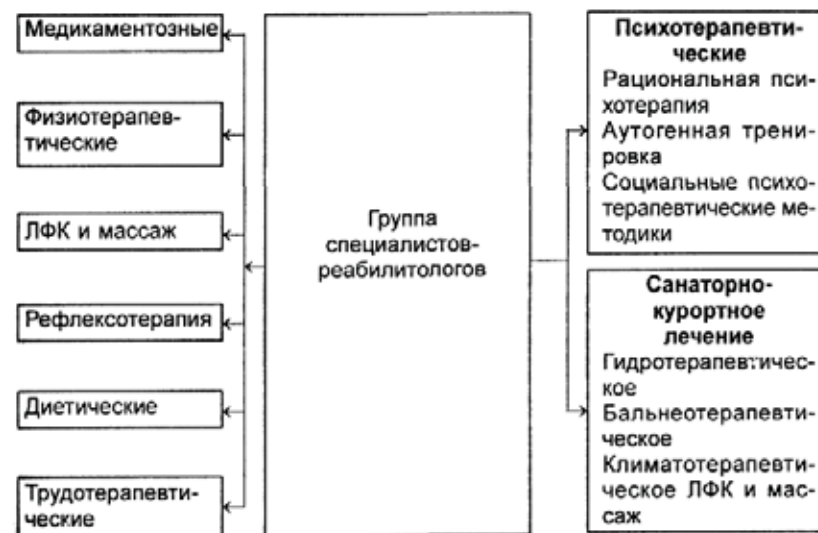 Медикаментозные
Физиотерапев-
тические
ЛФК и массаж
Рефлексотерапия
Диетические
Трудотерапевти-
ческие
Группа
специалистов-
реабилитологов
Психотерапевти-
ческие
Рациональная пси-
хотерапия
Аутогенная трени-
ровка
Социальные психо-
терапевтические ме-
тодики
Санаторно-
курортное
лечение
Гидротерапевтичес-
кое
Бальнеотерапевти-
ческое
Климатотерапевти-
ческое ЛФК и мас-
саж